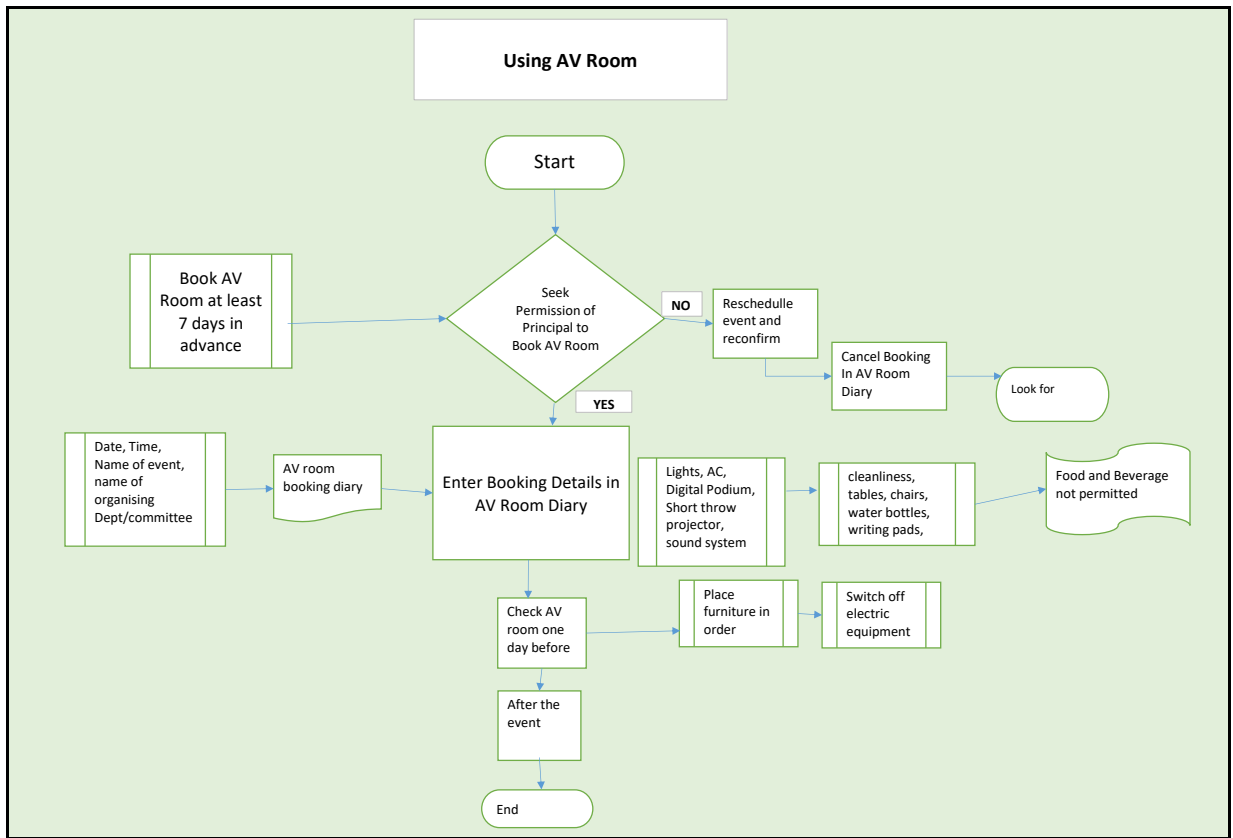 Using AV Room
Start
Book AV
Room at least
7 days in
advance
Seek
Permission of
Principal to
Book AV Room
NO
Reschedulle
event and
reconfirm
Cancel Booking
In AV Room
Diary
Look for
YES
Date, Time,
Name of event,
name of
organising
Dept/committee
AV room
booking diary
Enter Booking Details in
AV Room Diary
Lights, AC,
Digital Podium,
Short throw
projector,
sound system
cleanliness,
tables, chairs,
water bottles,
writing pads,
Food and Beverage
not permitted
Check AV
room one
day before
Place
furniture in
order
Switch off
electric
equipment
After the
event
End